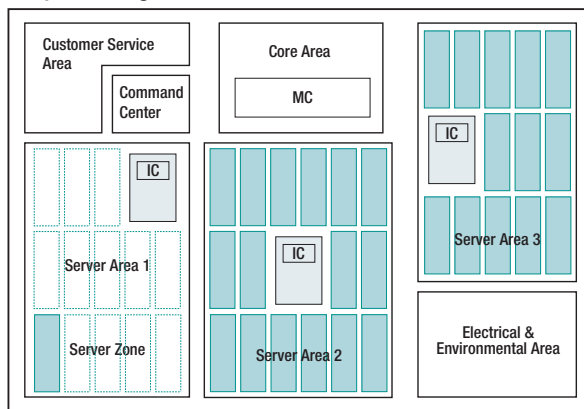 Customer Service
Area
Command
Center
Core Area
MC
IC
Server Area 1
Server Zone
IC
Server Area 2
IC
Server Area 3
Electrical &
Environmental Area